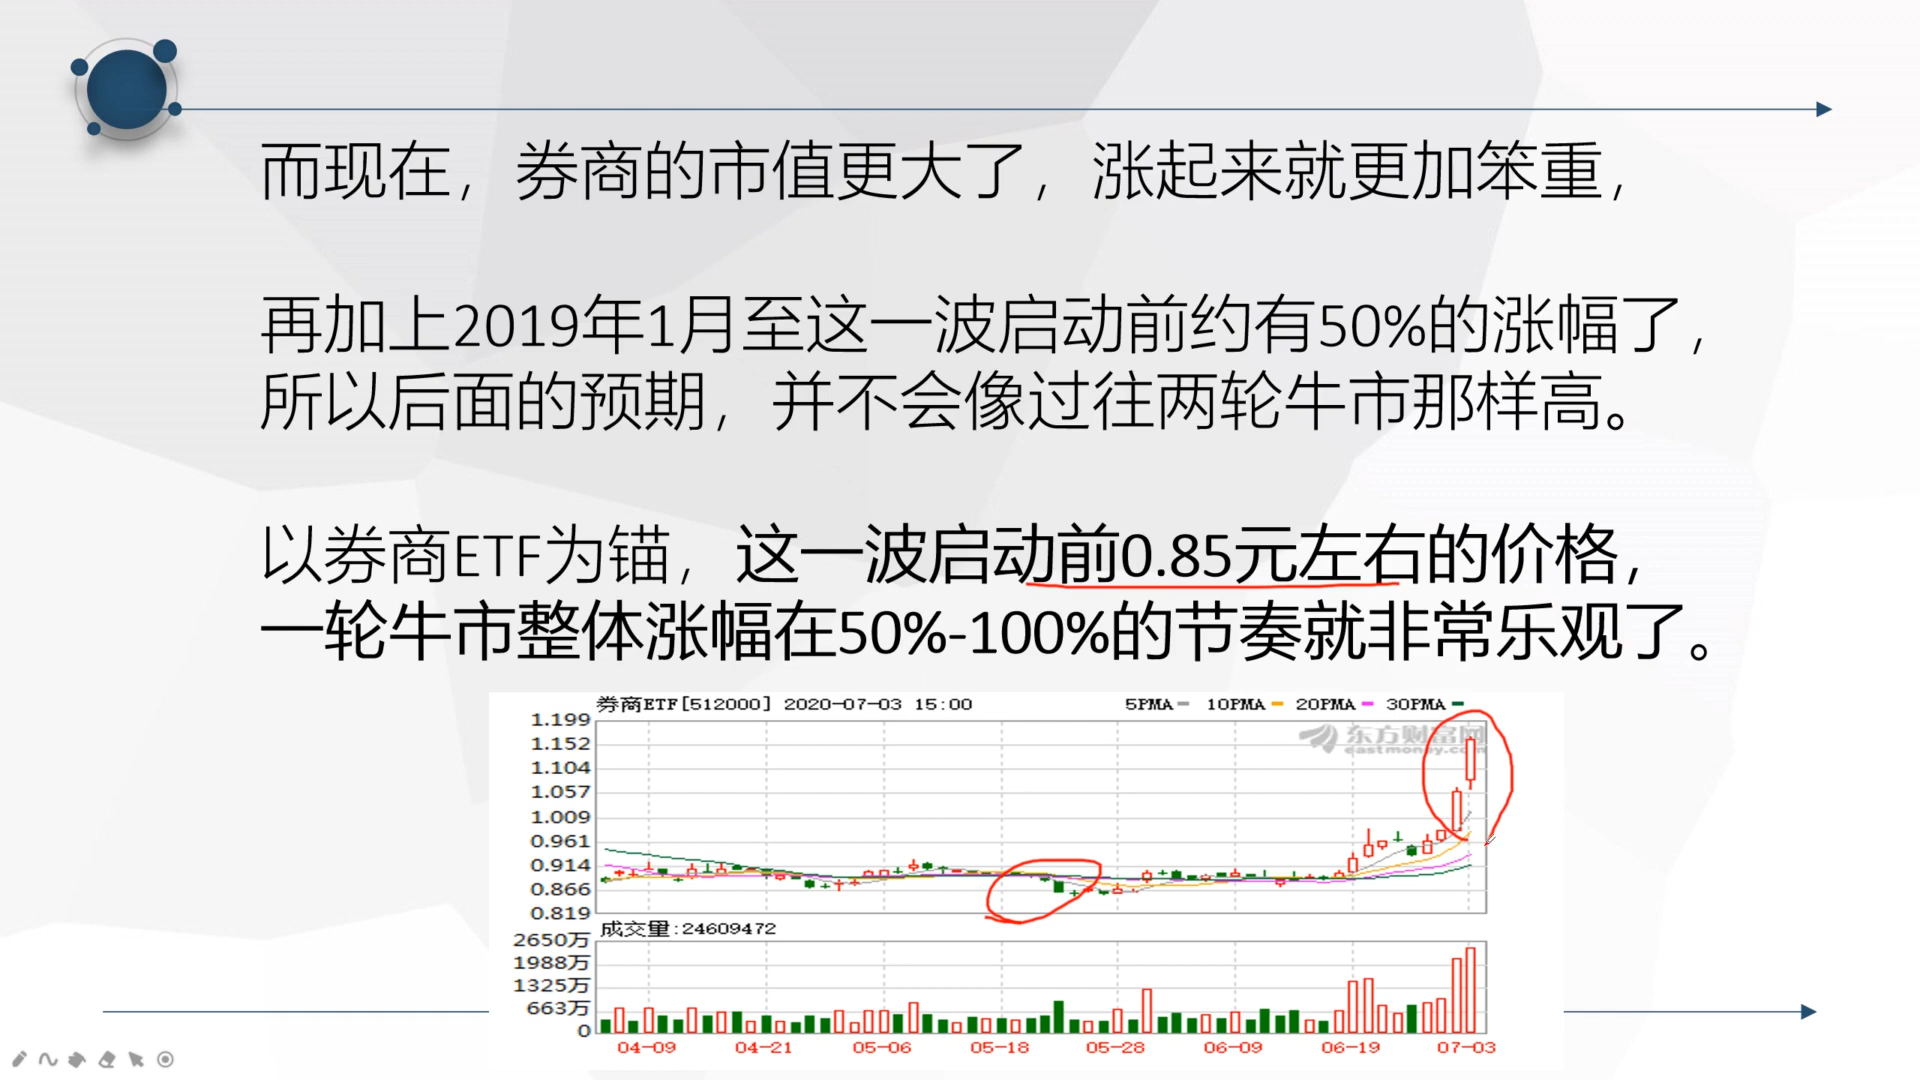 而现在，券商的市值更大了，涨起来就更加笨重，
再加上2019年1月至这一波启动前约有50%的涨幅了，
所以后面的预期，并不会像过往两轮牛市那样高。
以券商ETF为锚，这一波启动前0.85元左右的价格，
一轮牛市整体涨幅在50%-100%的节奏就非常乐观了。
券商ETF[512000] 2020-07-03 15:00
5PMA 10PMA 20PMA 30PMA
东方财富网
eastmoney.com
1.199
1.152
1.104
1.057
1.009
0.961
0.914
0.866
0.819
成交量:24609472
2650万
1988万
1325万
663万
0
04-09 04-21 05-06 05-18 05-28 06-09 06-19 07-03